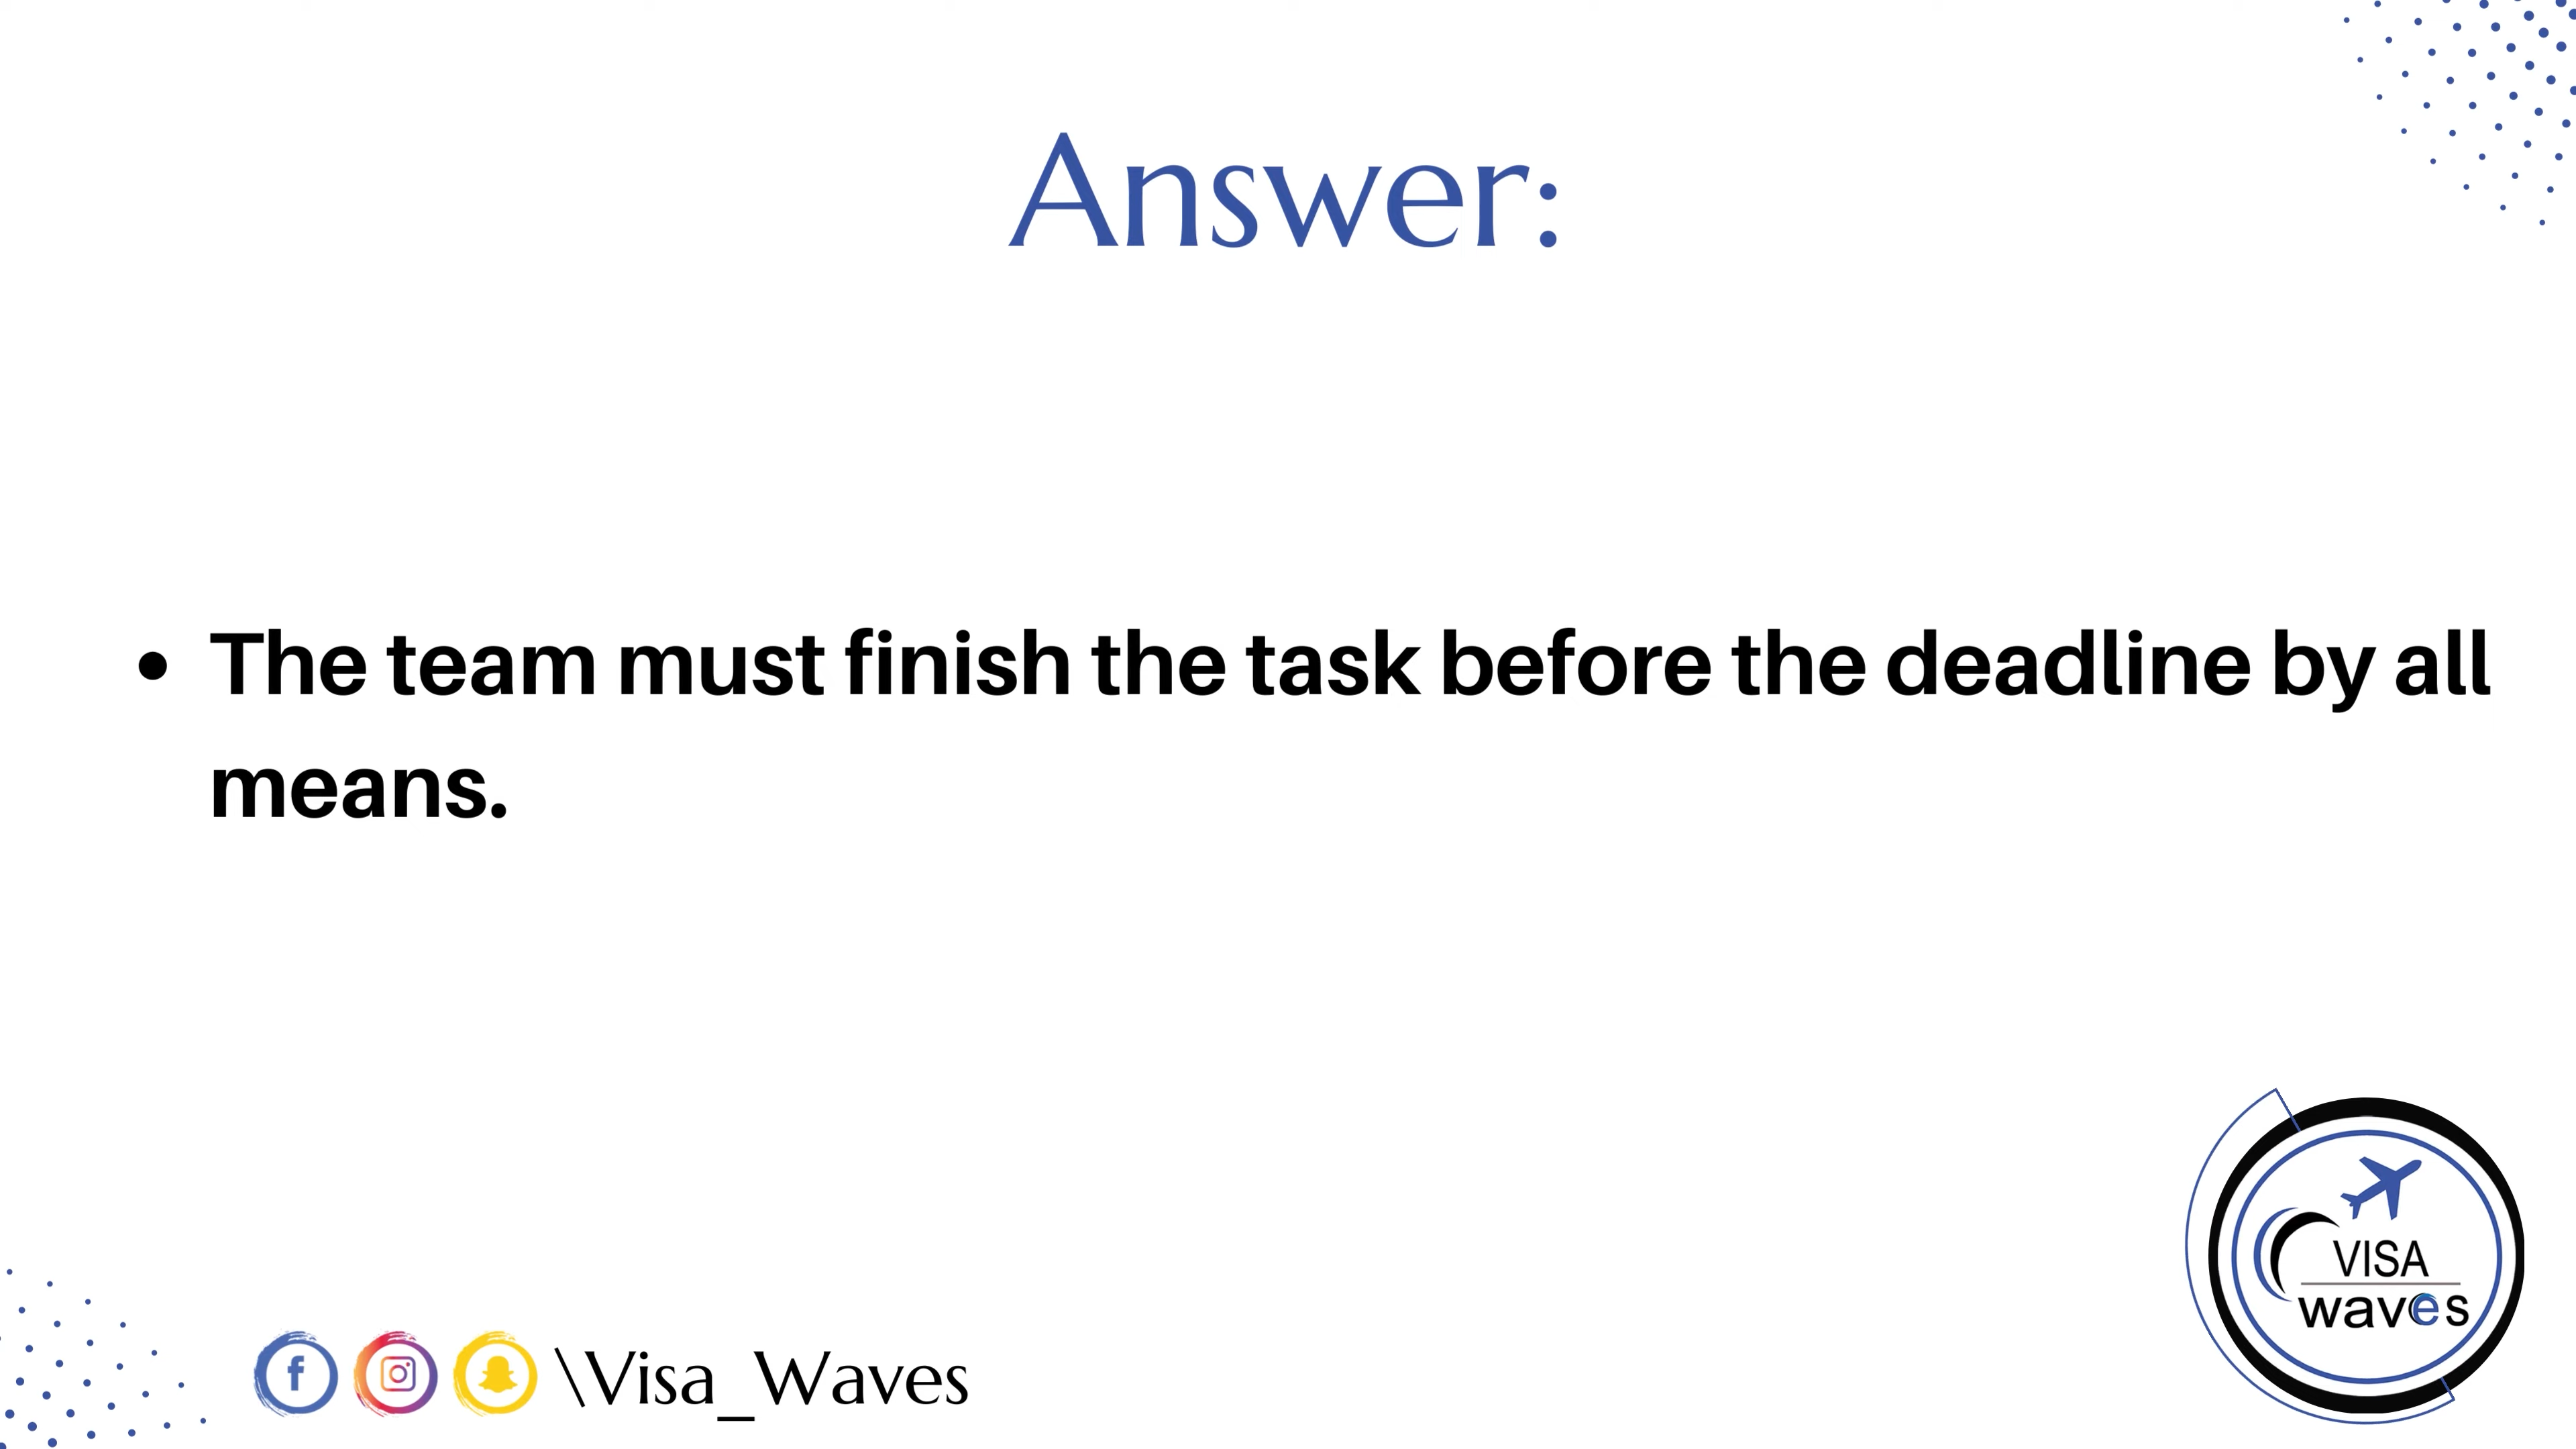 Answer:
• The team must finish the task before the deadline by all
means.
VISA
waves
\Visa_Waves